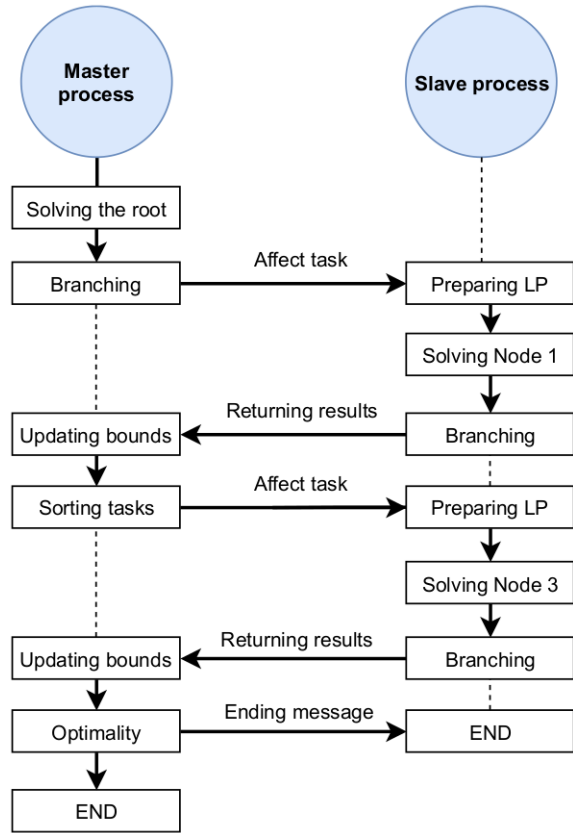 Master
process
Slave process
Solving the root
Branching
Affect task
Preparing LP
Solving Node 1
Updating bounds
Returning results
Branching
Sorting tasks
Affect task
Preparing LP
Solving Node 3
Updating bounds
Returning results
Branching
Optimality
Ending message
END
END